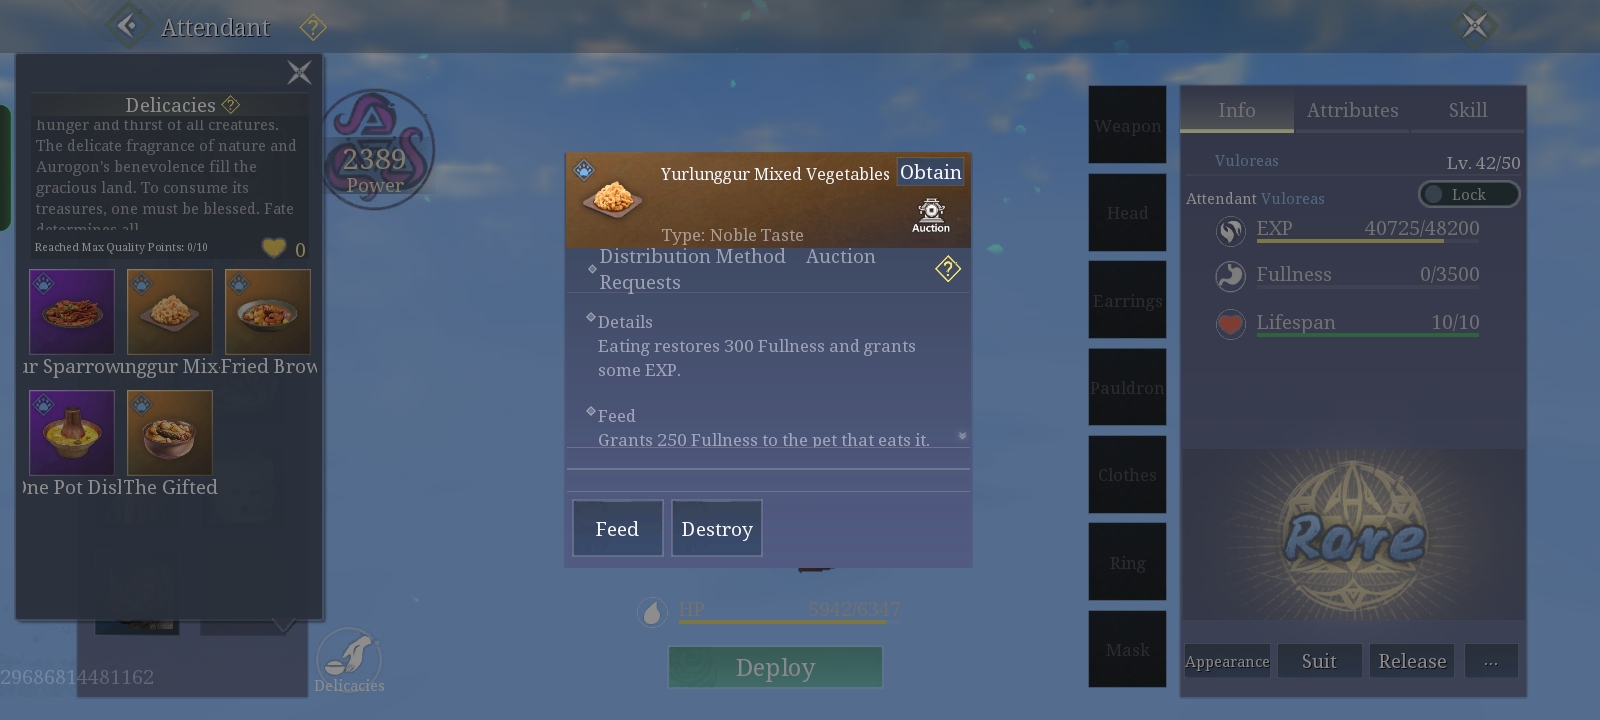 Attendant
Delicacies
hunger and thirst of all creatures.
The delicate fragrance of nature and
Aurogon's benevolence fill the
gracious land. To consume its
treasures, one must be blessed. Fate
determines all
Reached Max Quality Points: 0/10
0
ur Sparrow
unggur Mix
Fried Brow
One Pot Disl
The Gifted
29686814481162
Delicacies
2389
Power
Yurlunggur Mixed Vegetables
Obtain
Auction
Type: Noble Taste
Distribution Method Auction
Requests
Details
Eating restores 300 Fullness and grants
some EXP.
Feed
Grants 250 Fullness to the pet that eats it.
Feed
Destroy
HP 5942/6347
Deploy
Weapon
Head
Earrings
Pauldron
Clothes
Ring
Mask
Info
Attributes
Skill
Vuloreas
Lv. 42/50
Attendant Vuloreas
Lock
EXP 40725/48200
Fullness 0/3500
Lifespan 10/10
Rare
Appearance
Suit
Release
...